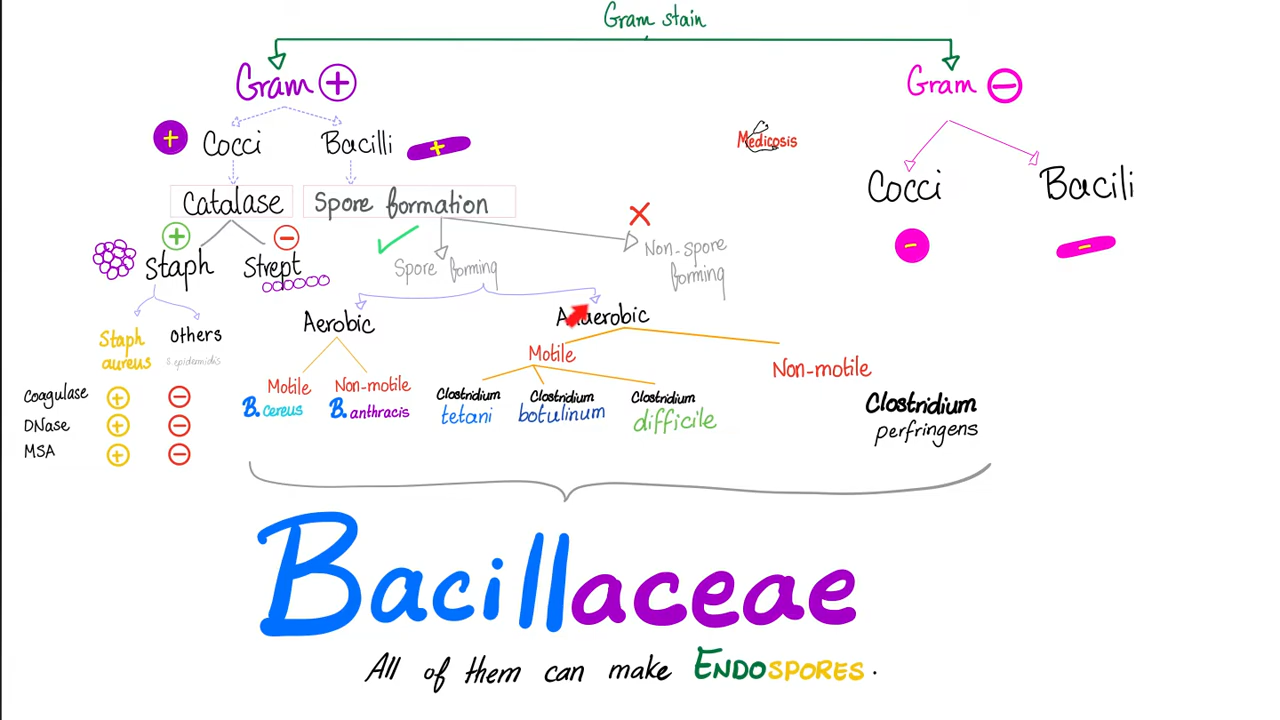 Gram stain
Gram +
Gram −
Cocci
Bacilli
Medicosis
Cocci
Bacili
Catalase
Spore formation
Staph
Strept
Spore forming
Non-spore
forming
Aerobic
Anaerobic
Staph
aureus
Others
S.epidermidis
Motile
Non-motile
Motile
Non-motile
B. cereus
B. anthracis
Clostridium
tetani
Clostridium
botulinum
Clostridium
difficile
Clostridium
perfringens
Coagulase + −
DNase + −
MSA + −
Bacillaceae
All of them can make ENDOSPORES.